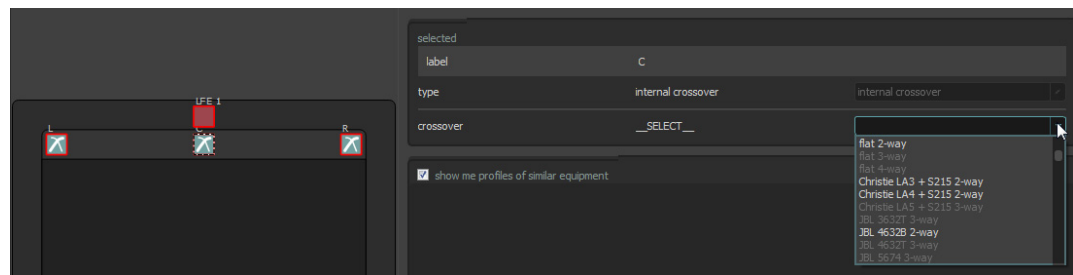 selected
label C
type internal crossover internal crossover
crossover __SELECT__
LFE 1
L C R
show me profiles of similar equipment
flat 2-way
flat 3-way
flat 4-way
Christie LA3 + S215 2-way
Christie LA4 + S215 2-way
Christie LA5 + S215 3-way
JBL 3632T 3-way
JBL 4632B 2-way
JBL 4632T 3-way
JBL 5674 3-way